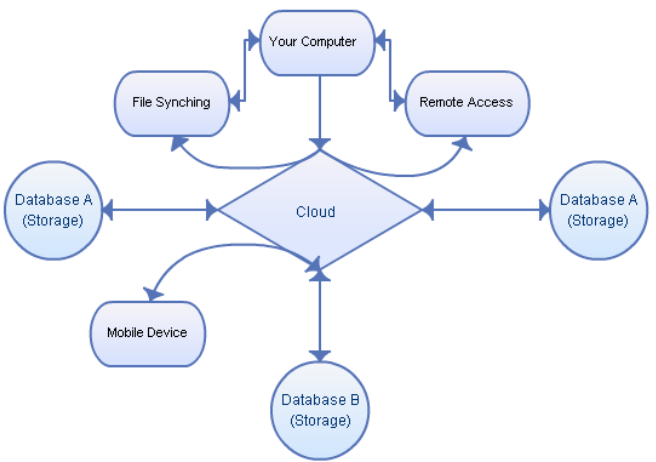 Your Computer
File Synching
Remote Access
Database A
(Storage)
Cloud
Database A
(Storage)
Mobile Device
Database B
(Storage)